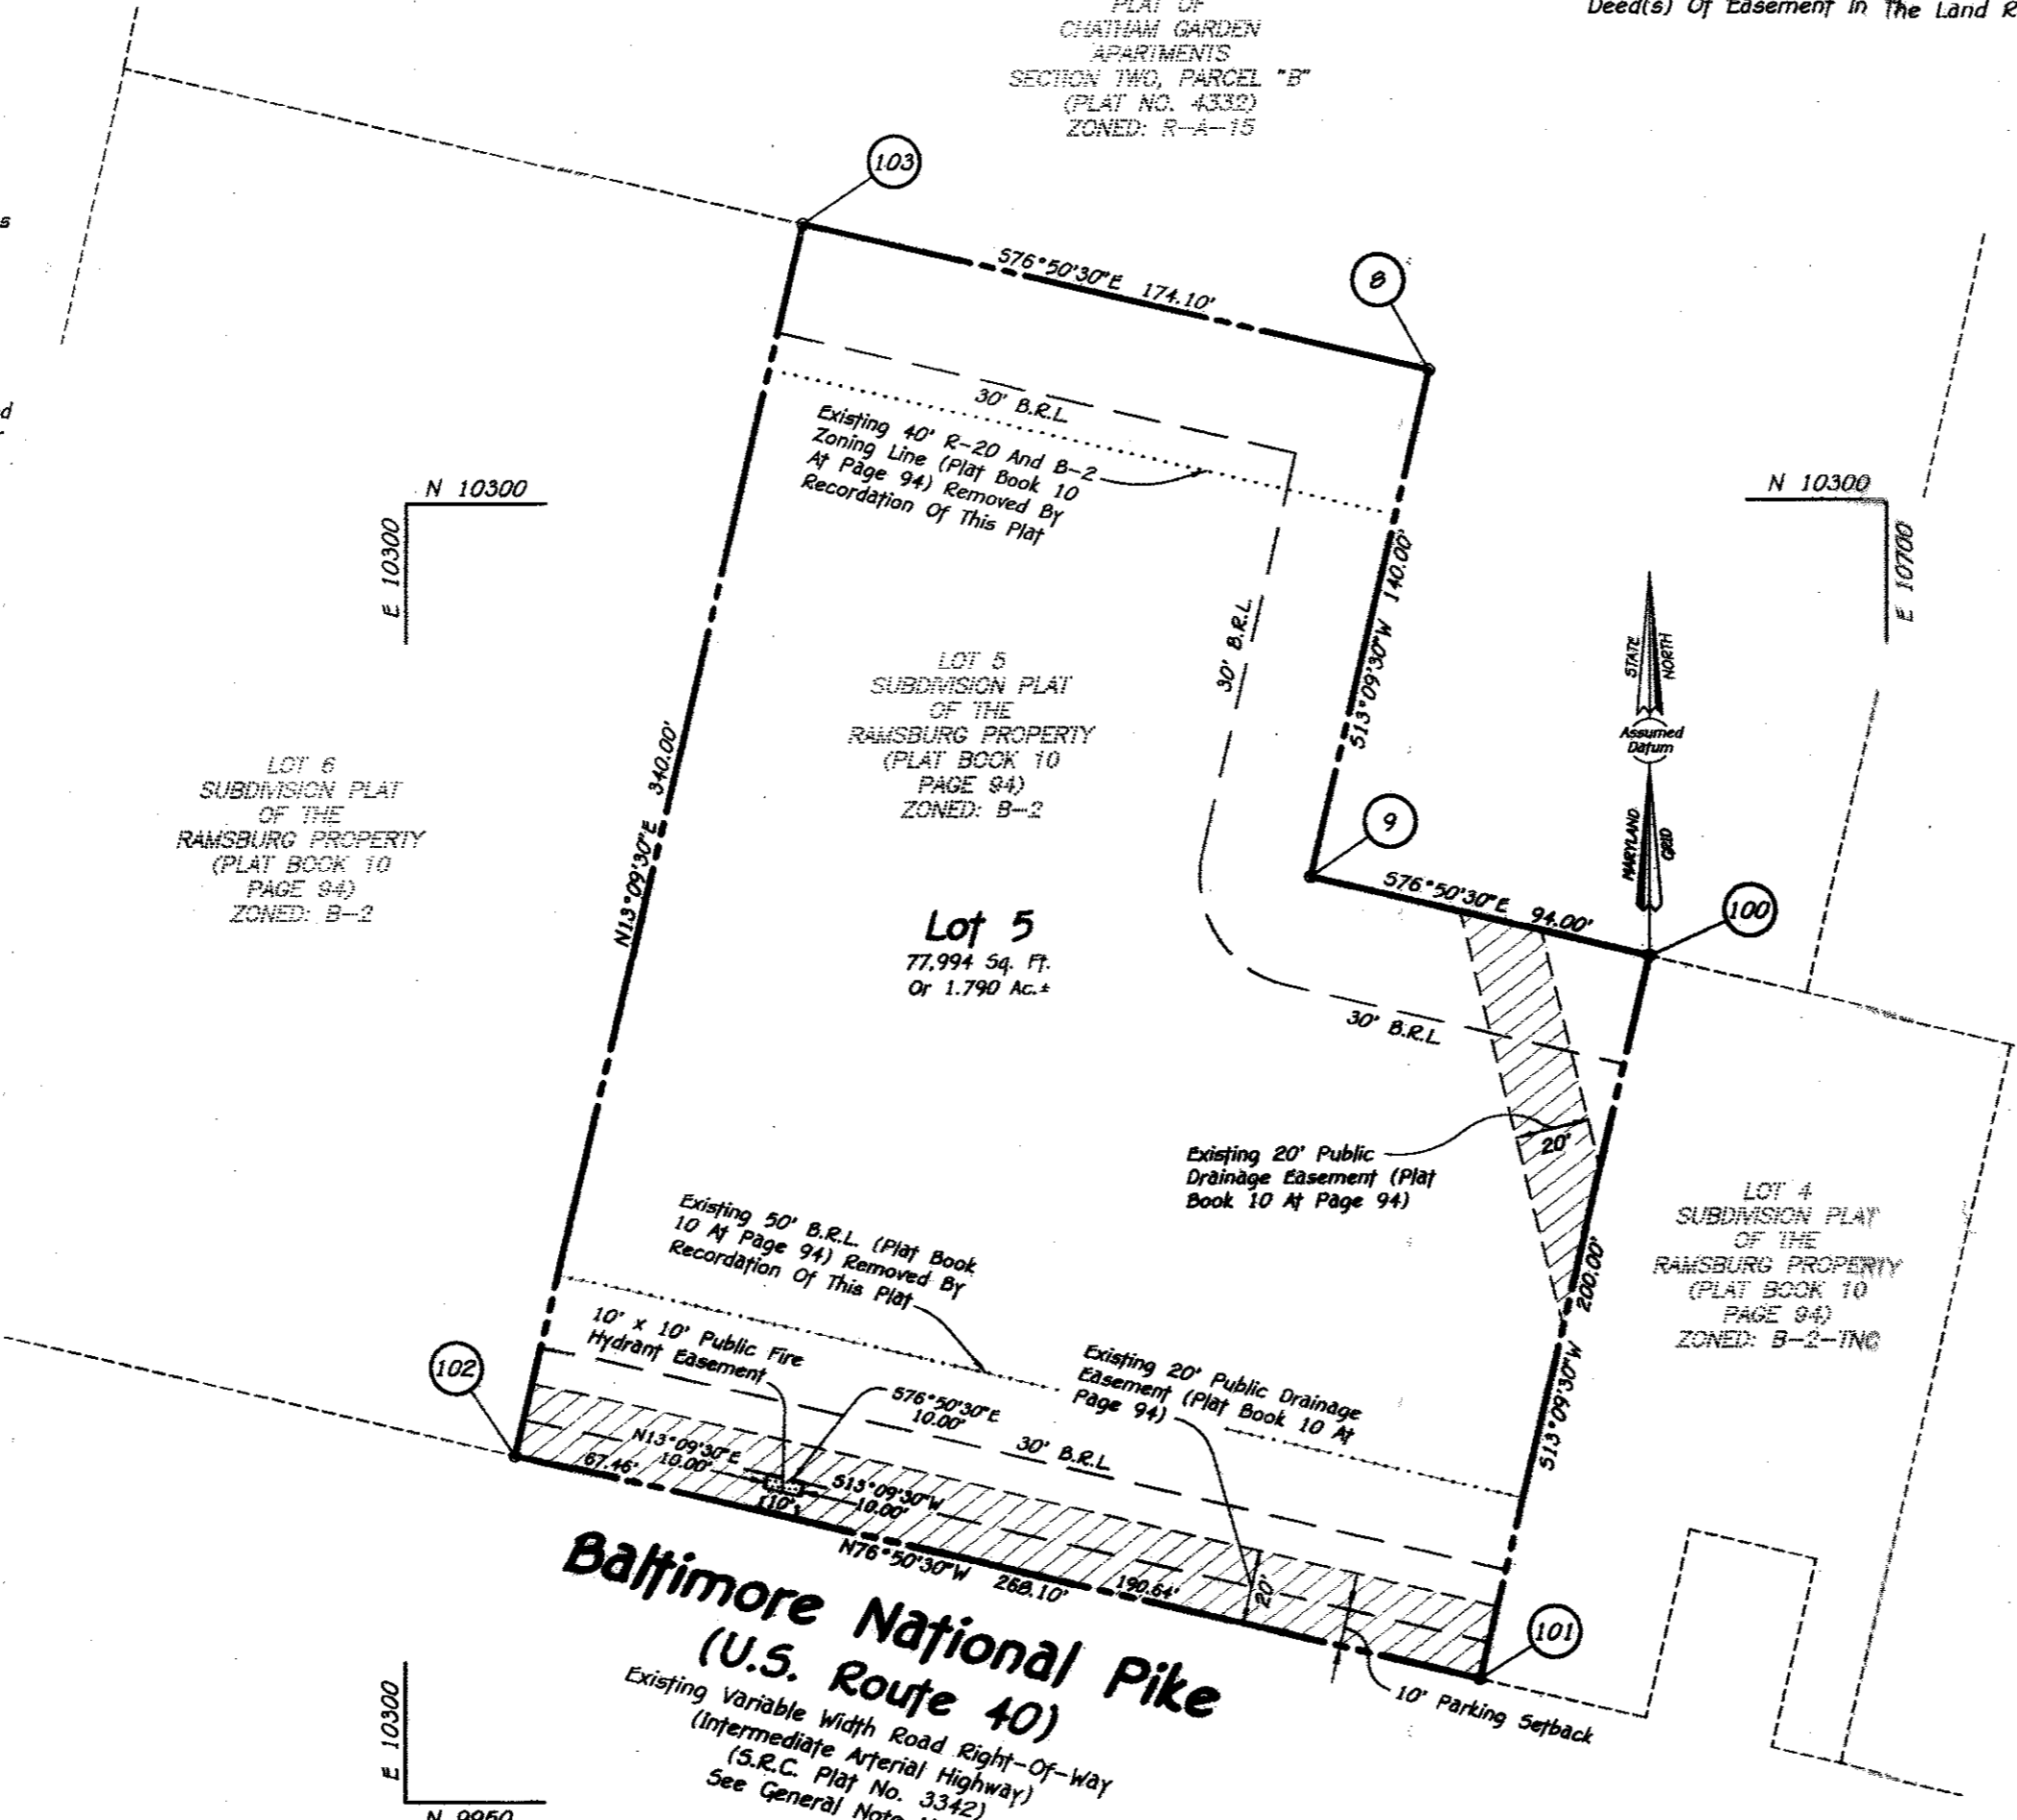 PLAT OF
CHATHAM GARDEN
APARTMENTS
SECTION TWO, PARCEL "B"
(PLAT NO. 4332)
ZONED: R-A-15
Deed(s) Of Easement In The Land R
103
S76°50'30"E 174.10'
8
30' B.R.L.
Existing 40' R-20 And B-2
Zoning Line (Plat Book 10
At Page 94) Removed By
Recordation Of This Plat
N 10300
E 10300
N 10300
E 10700
S13°09'30"W 140.00'
30' B.R.L.
STATE
NORTH
Assumed
Datum
MARYLAND
GRID
LOT 5
SUBDIVISION PLAT
OF THE
RAMSBURG PROPERTY
(PLAT BOOK 10
PAGE 94)
ZONED: B-2
LOT 6
SUBDIVISION PLAT
OF THE
RAMSBURG PROPERTY
(PLAT BOOK 10
PAGE 94)
ZONED: B-2
N13°09'30"E 340.00'
9
S76°50'30"E 94.00'
100
Lot 5
77,994 Sq. Ft.
Or 1.790 Ac.±
30' B.R.L.
Existing 20' Public
Drainage Easement (Plat
Book 10 At Page 94)
20'
LOT 4
SUBDIVISION PLAT
OF THE
RAMSBURG PROPERTY
(PLAT BOOK 10
PAGE 94)
ZONED: B-2-TNC
S13°09'30"W 200.00'
Existing 50' B.R.L. (Plat Book
10 At Page 94) Removed By
Recordation Of This Plat
10' x 10' Public Fire
Hydrant Easement
102
S76°50'30"E
10.00'
Existing 20' Public Drainage
Easement (Plat Book 10 At
Page 94)
30' B.R.L.
N13°09'30"E
10.00'
67.46'
S13°09'30"W
10.00'
10'
N76°50'30"W 268.10'
190.64'
20'
101
10' Parking Setback
Baltimore National Pike
(U.S. Route 40)
Existing Variable Width Road Right-Of-Way
(Intermediate Arterial Highway)
(S.R.C. Plat No. 3342)
See General Note
E 10300
N 9950